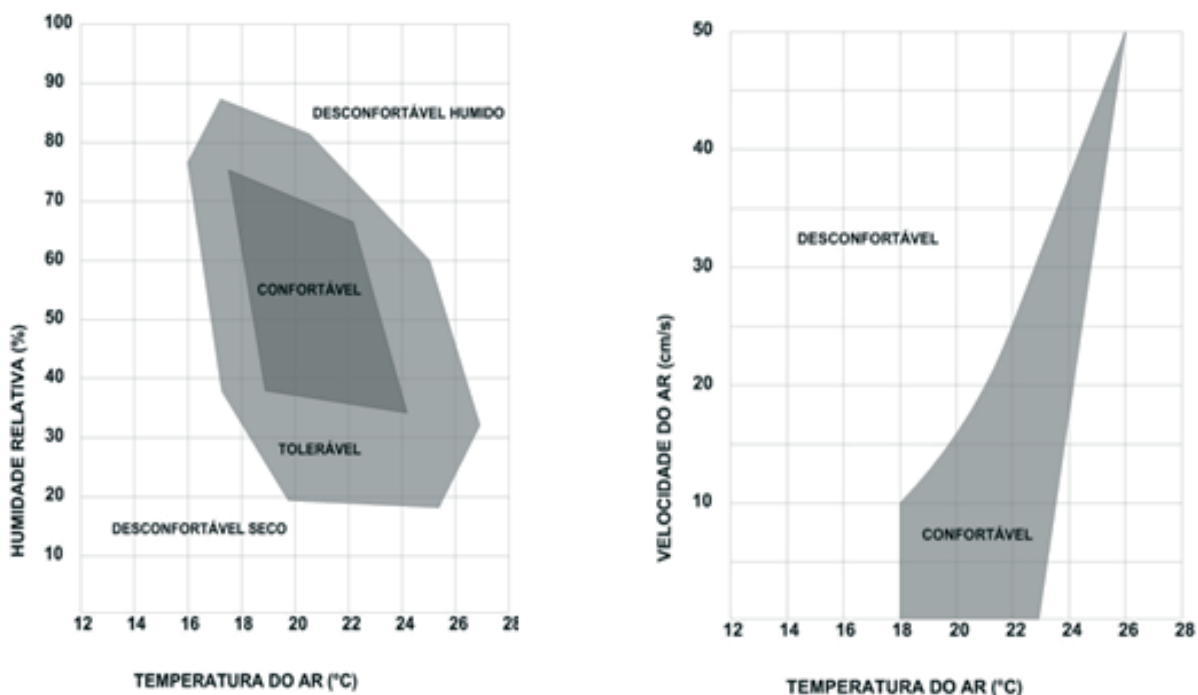 100
90
80
70
60
50
40
30
20
10
HUMIDADE RELATIVA (%)
DESCONFORTÁVEL HUMIDO
CONFORTÁVEL
TOLERÁVEL
DESCONFORTÁVEL SECO
12 14 16 18 20 22 24 26 28
TEMPERATURA DO AR (°C)
50
40
30
20
10
VELOCIDADE DO AR (cm/s)
DESCONFORTÁVEL
CONFORTÁVEL
12 14 16 18 20 22 24 26 28
TEMPERATURA DO AR (°C)